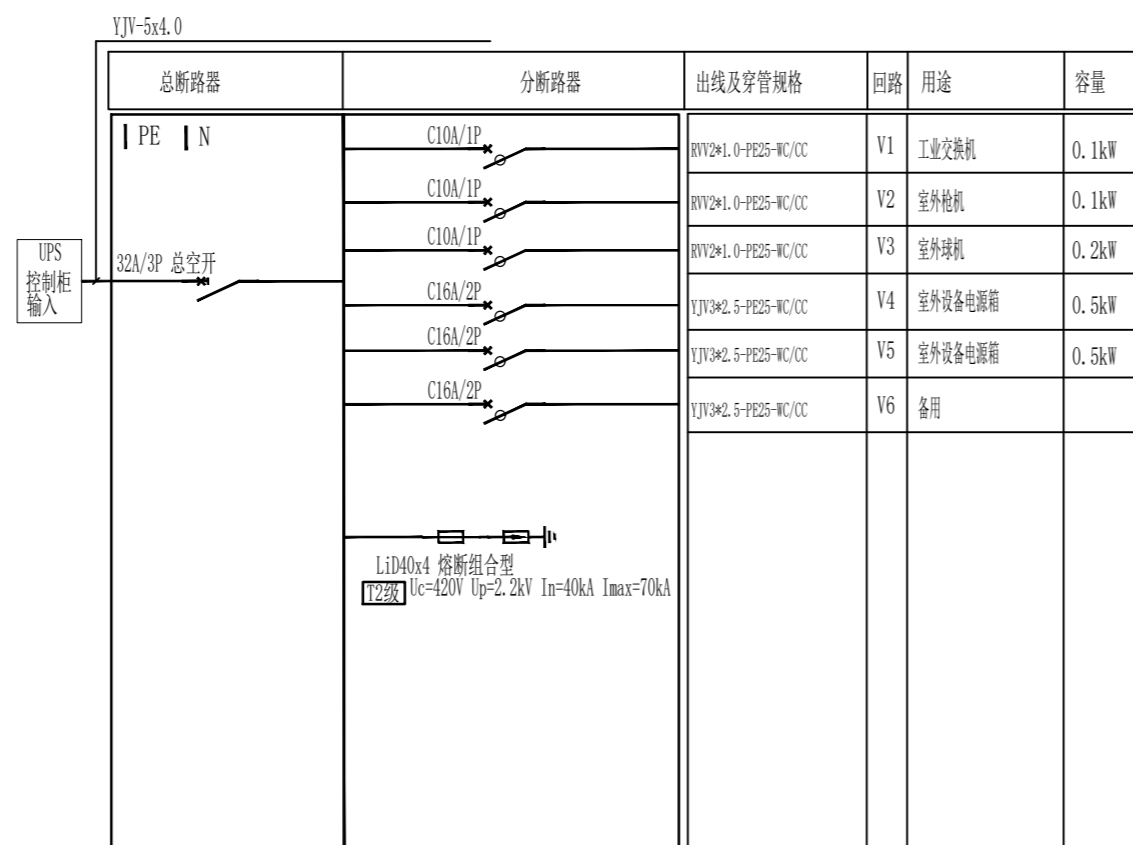 YJV-5x4.0
总断路器 分断路器 出线及穿管规格 回路 用途 容量
PE N
C10A/1P RVV2*1.0-PE25-WC/CC V1 工业交换机 0.1kW
C10A/1P RVV2*1.0-PE25-WC/CC V2 室外枪机 0.1kW
C10A/1P RVV2*1.0-PE25-WC/CC V3 室外球机 0.2kW
UPS
控制柜
输入
32A/3P 总空开
C16A/2P YJV3*2.5-PE25-WC/CC V4 室外设备电源箱 0.5kW
C16A/2P YJV3*2.5-PE25-WC/CC V5 室外设备电源箱 0.5kW
C16A/2P YJV3*2.5-PE25-WC/CC V6 备用
LiD40x4 熔断组合型
T2级 Uc=420V Up=2.2kV In=40kA Imax=70kA